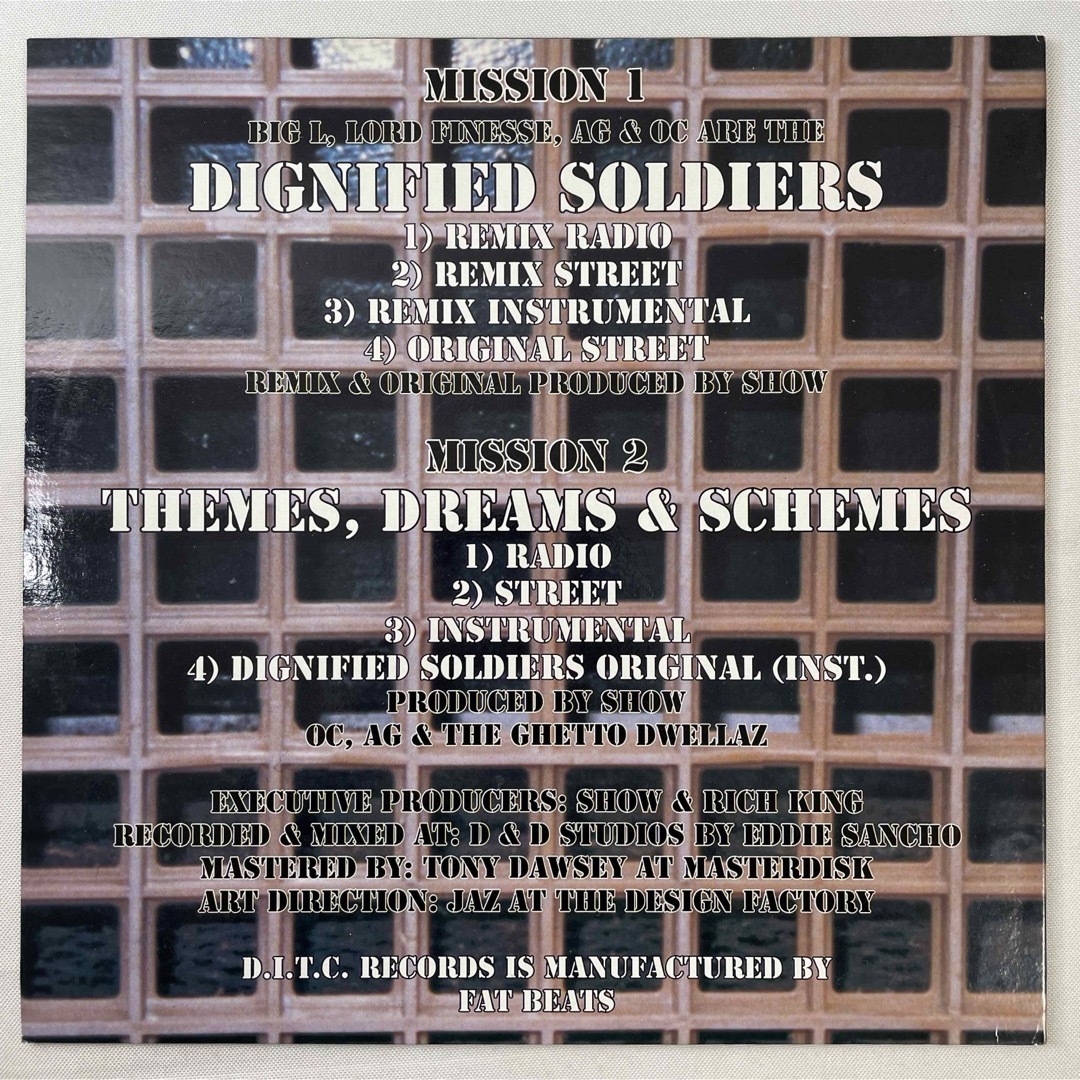 MISSION 1
BIG L, LORD FINESSE, AG & OC ARE THE
DIGNIFIED SOLDIERS
1) REMIX RADIO
2) REMIX STREET
3) REMIX INSTRUMENTAL
4) ORIGINAL STREET
REMIX & ORIGINAL PRODUCED BY SHOW
MISSION 2
THEMES, DREAMS & SCHEMES
1) RADIO
2) STREET
3) INSTRUMENTAL
4) DIGNIFIED SOLDIERS ORIGINAL (INST.)
PRODUCED BY SHOW
OC, AG & THE GHETTO DWELLAZ
EXECUTIVE PRODUCERS: SHOW & RICH KING
RECORDED & MIXED AT: D & D STUDIOS BY EDDIE SANCHO
MASTERED BY: TONY DAWSEY AT MASTERDISK
ART DIRECTION: JAZ AT THE DESIGN FACTORY
D.I.T.C. RECORDS IS MANUFACTURED BY
FAT BEATS